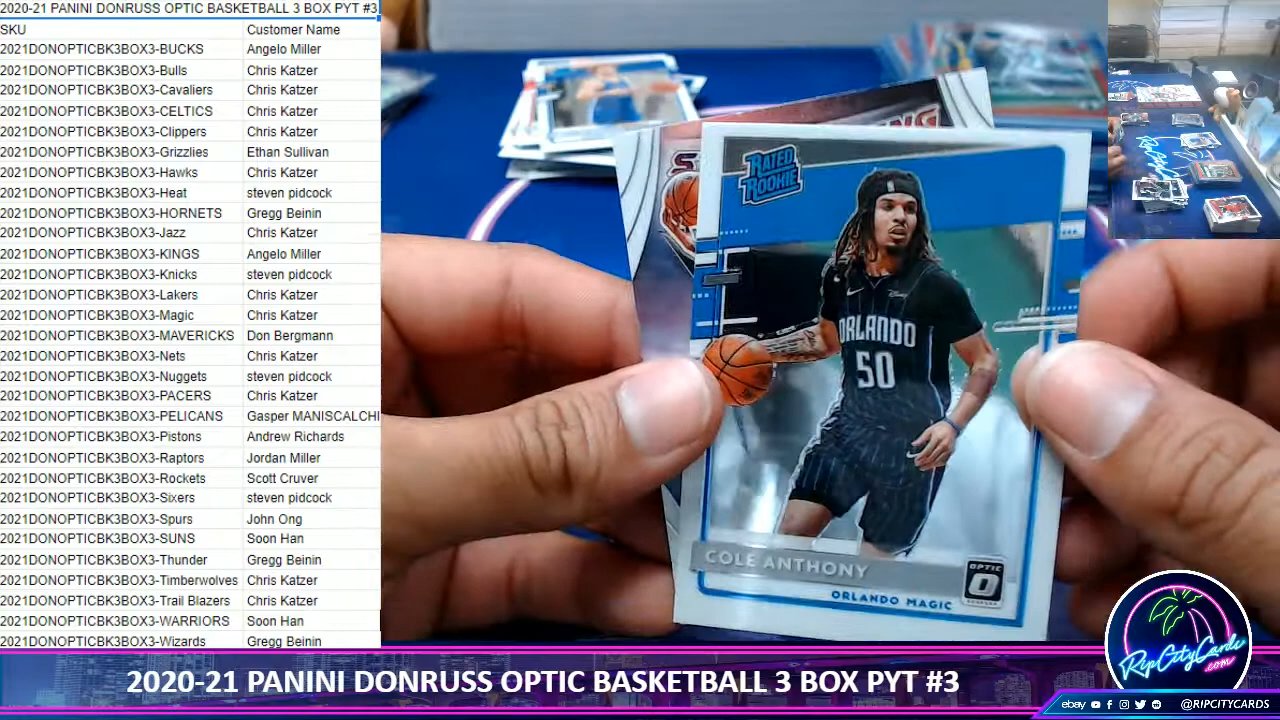 2020-21 PANINI DONRUSS OPTIC BASKETBALL 3 BOX PYT #3
SKU Customer Name
2021DONOPTICBK3BOX3-BUCKS Angelo Miller
2021DONOPTICBK3BOX3-Bulls Chris Katzer
2021DONOPTICBK3BOX3-Cavaliers Chris Katzer
2021DONOPTICBK3BOX3-CELTICS Chris Katzer
2021DONOPTICBK3BOX3-Clippers Chris Katzer
2021DONOPTICBK3BOX3-Grizzlies Ethan Sullivan
2021DONOPTICBK3BOX3-Hawks Chris Katzer
2021DONOPTICBK3BOX3-Heat steven pidcock
2021DONOPTICBK3BOX3-HORNETS Gregg Beinin
2021DONOPTICBK3BOX3-Jazz Chris Katzer
2021DONOPTICBK3BOX3-KINGS Angelo Miller
2021DONOPTICBK3BOX3-Knicks steven pidcock
2021DONOPTICBK3BOX3-Lakers Chris Katzer
2021DONOPTICBK3BOX3-Magic Chris Katzer
2021DONOPTICBK3BOX3-MAVERICKS Don Bergmann
2021DONOPTICBK3BOX3-Nets Chris Katzer
2021DONOPTICBK3BOX3-Nuggets steven pidcock
2021DONOPTICBK3BOX3-PACERS Chris Katzer
2021DONOPTICBK3BOX3-PELICANS Gasper MANISCALCHI
2021DONOPTICBK3BOX3-Pistons Andrew Richards
2021DONOPTICBK3BOX3-Raptors Jordan Miller
2021DONOPTICBK3BOX3-Rockets Scott Cruver
2021DONOPTICBK3BOX3-Sixers steven pidcock
2021DONOPTICBK3BOX3-Spurs John Ong
2021DONOPTICBK3BOX3-SUNS Soon Han
2021DONOPTICBK3BOX3-Thunder Gregg Beinin
2021DONOPTICBK3BOX3-Timberwolves Chris Katzer
2021DONOPTICBK3BOX3-Trail Blazers Chris Katzer
2021DONOPTICBK3BOX3-WARRIORS Soon Han
2021DONOPTICBK3BOX3-Wizards Gregg Beinin
RATED
ROOKIE
Disney
ORLANDO
50
COLE ANTHONY
ORLANDO MAGIC
OPTIC
RipCityCards
.com
2020-21 PANINI DONRUSS OPTIC BASKETBALL 3 BOX PYT #3
ebay @RIPCITYCARDS